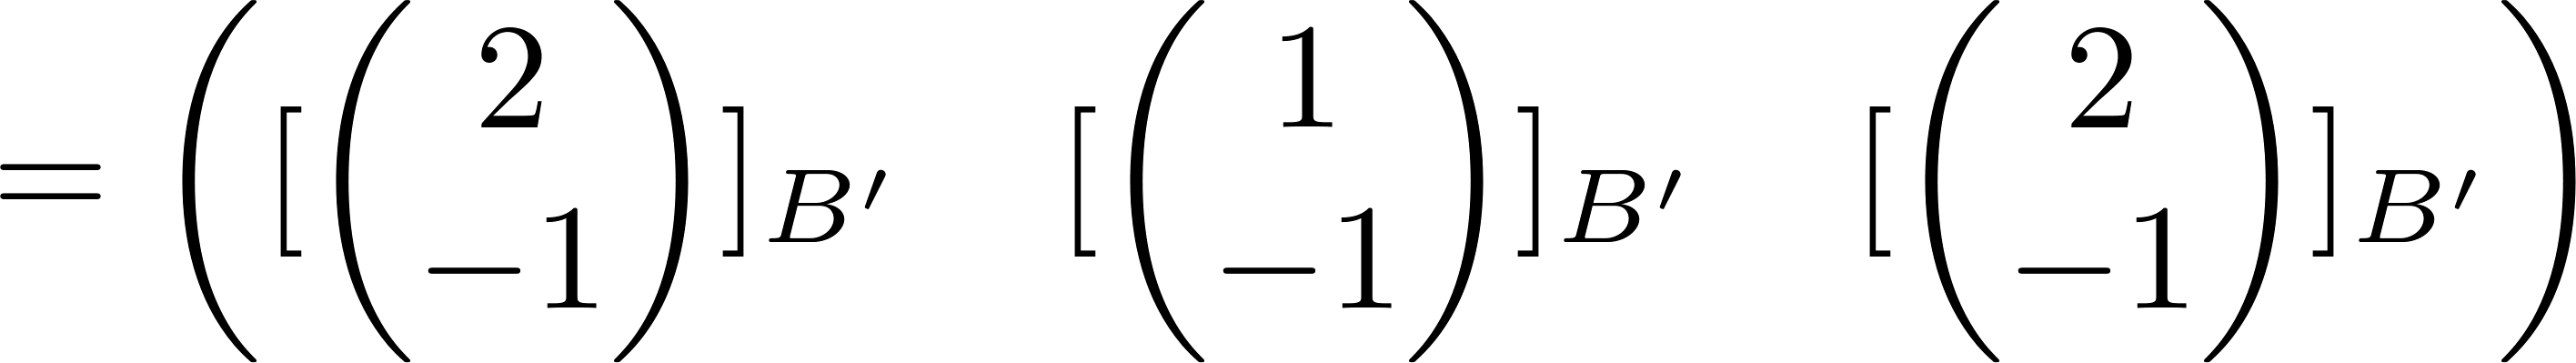 = ( [ ( 2 -1 ) ]_{B'} [ ( 1 -1 ) ]_{B'} [ ( 2 -1 ) ]_{B'} )